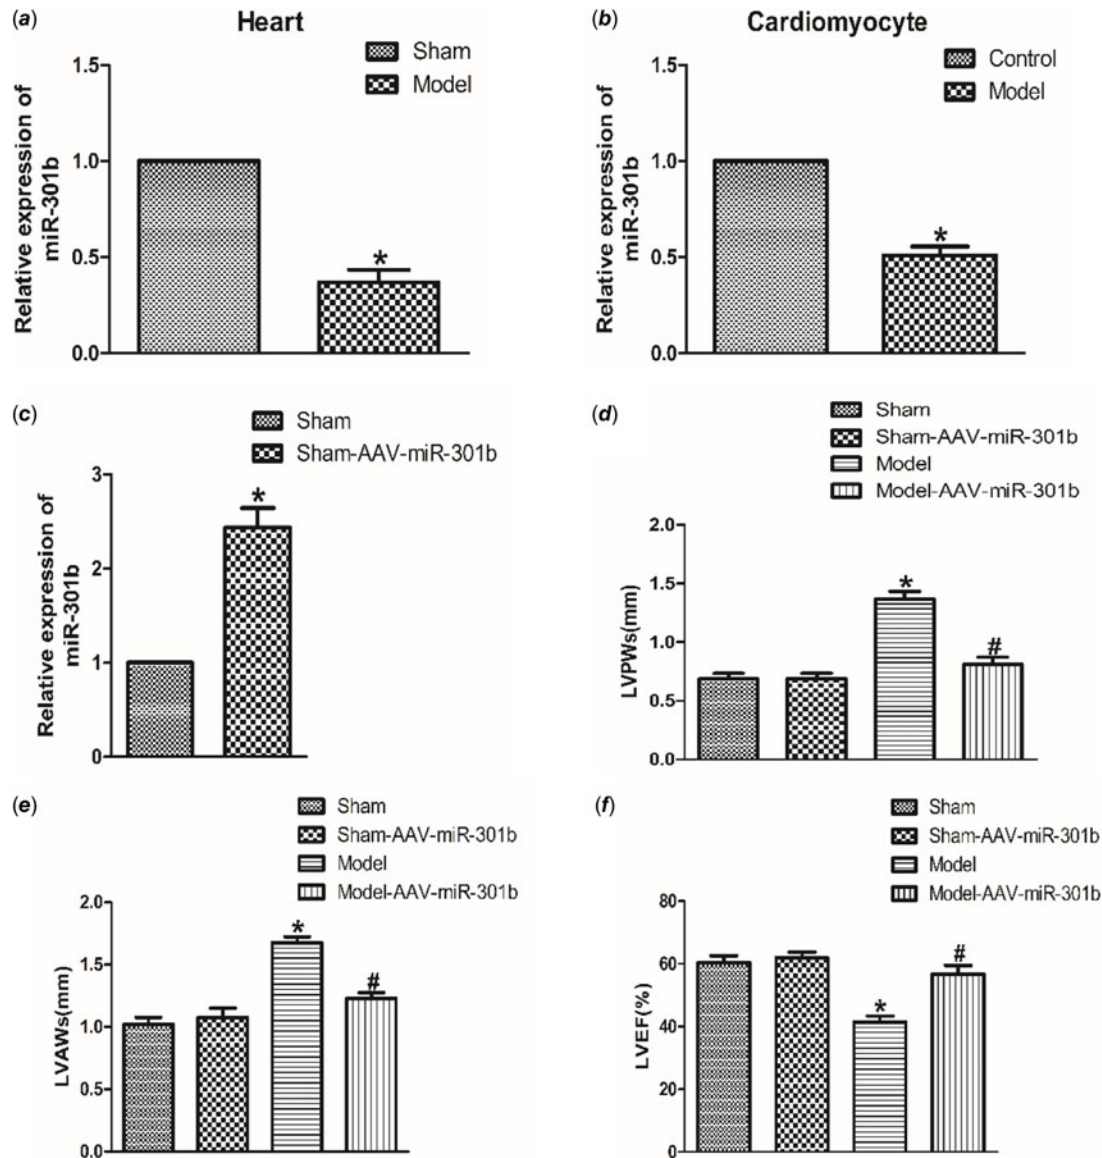 (a)
Heart
Sham
Model
Relative expression of
miR-301b
1.5
1.0
0.5
0.0
*
(b)
Cardiomyocyte
Control
Model
Relative expression of
miR-301b
1.5
1.0
0.5
0.0
*
(c)
Sham
Sham-AAV-miR-301b
Relative expression of
miR-301b
3
2
1
0
*
(d)
Sham
Sham-AAV-miR-301b
Model
Model-AAV-miR-301b
LVPWs(mm)
2.0
1.5
1.0
0.5
0.0
*
#
(e)
Sham
Sham-AAV-miR-301b
Model
Model-AAV-miR-301b
LVAWs(mm)
2.0
1.5
1.0
0.5
0.0
*
#
(f)
Sham
Sham-AAV-miR-301b
Model
Model-AAV-miR-301b
LVEF(%)
80
60
40
20
0
*
#